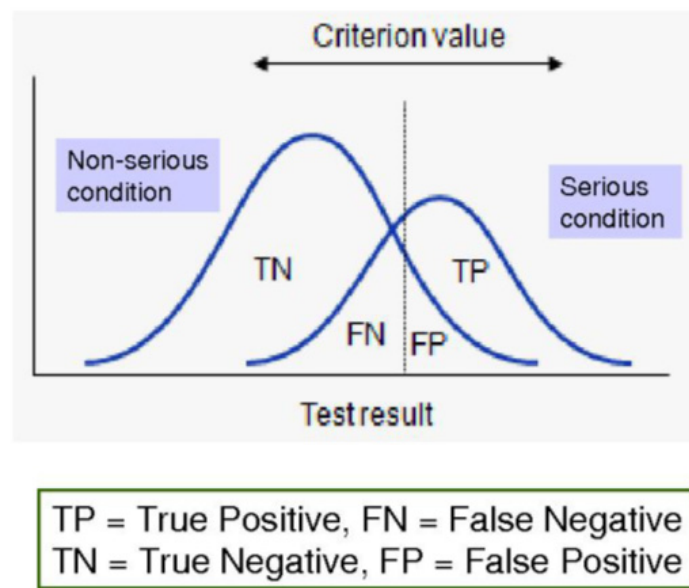 Criterion value
Non-serious
condition
Serious
condition
TN
TP
FN
FP
Test result
TP = True Positive, FN = False Negative
TN = True Negative, FP = False Positive